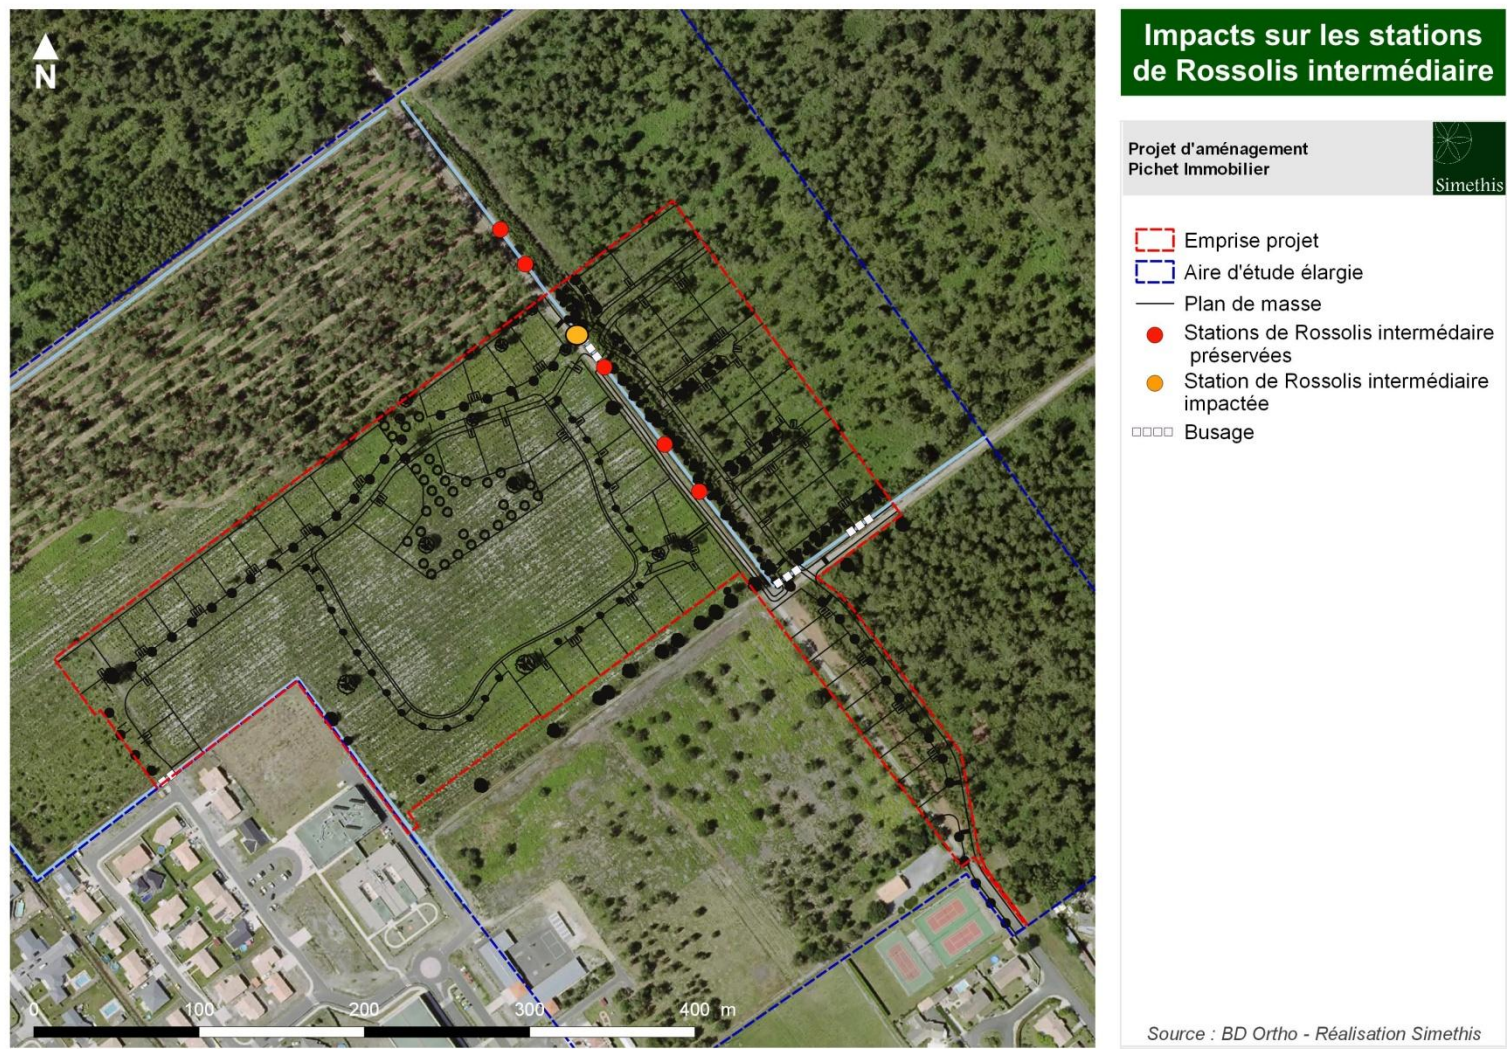 Impacts sur les stations
de Rossolis intermédiaire
Projet d'aménagement
Pichet Immobilier
Simethis
Emprise projet
Aire d'étude élargie
Plan de masse
Stations de Rossolis intermédaire
préservées
Station de Rossolis intermédiaire
impactée
Busage
N
0 100 200 300 400 m
Source : BD Ortho - Réalisation Simethis